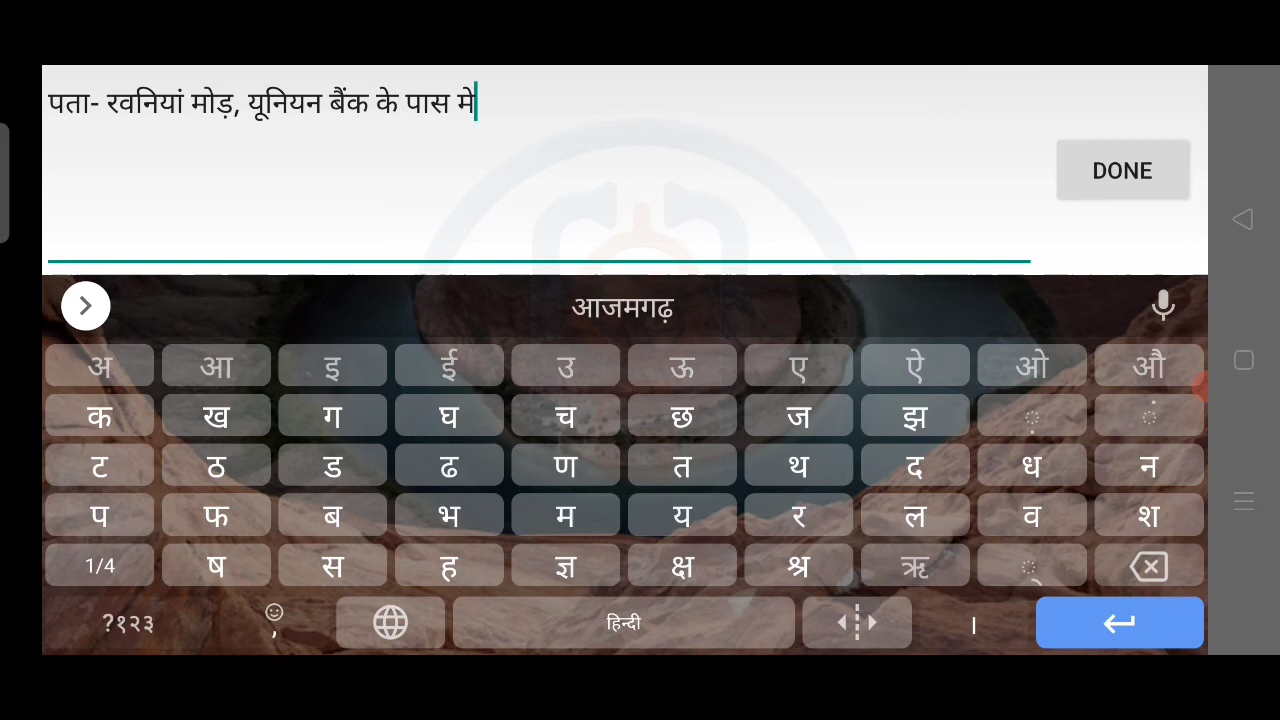 पता- रवनियां मोड़, यूनियन बैंक के पास मे
DONE
आजमगढ़
अ आ इ ई उ ऊ ए ऐ ओ औ
क ख ग घ च छ ज झ ़ ं
ट ठ ड ढ ण त थ द ध न
प फ ब भ म य र ल व श
1/4 ष स ह ज्ञ क्ष श्र ऋ ्
?१२३ , हिन्दी ।